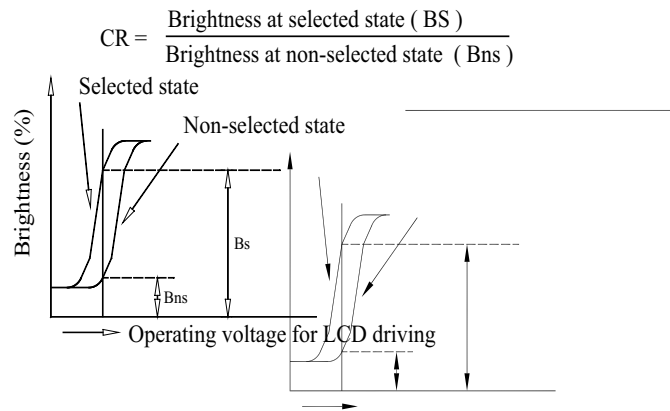 CR = Brightness at selected state ( BS )
Brightness at non-selected state ( Bns )
Selected state
Non-selected state
Brightness (%)
Bs
Bns
Operating voltage for LCD driving